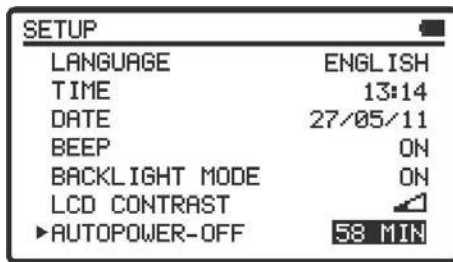 SETUP
LANGUAGE ENGLISH
TIME 13:14
DATE 27/05/11
BEEP ON
BACKLIGHT MODE ON
LCD CONTRAST
▶AUTOPOWER-OFF 58 MIN